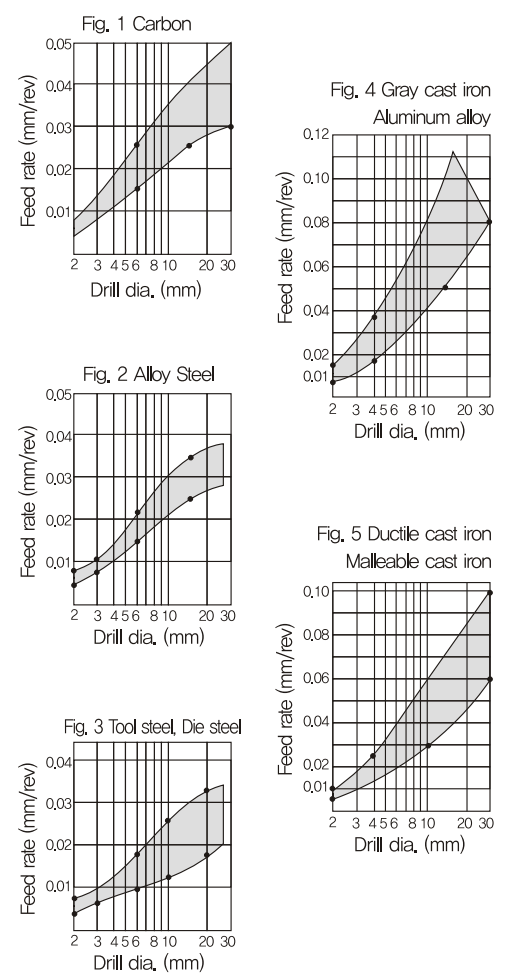 Fig. 1 Carbon
0.05
0.04
0.03
0.02
0.01
Feed rate (mm/rev)
2 3 4 5 6 8 10 20 30
Drill dia. (mm)
Fig. 2 Alloy Steel
0.05
0.04
0.03
0.02
0.01
Feed rate (mm/rev)
2 3 4 5 6 8 10 20 30
Drill dia. (mm)
Fig. 3 Tool steel, Die steel
0.04
0.03
0.02
0.01
Feed rate (mm/rev)
2 3 4 5 6 8 10 20 30
Drill dia. (mm)
Fig. 4 Gray cast iron
Aluminum alloy
0.12
0.10
0.08
0.06
0.04
0.02
0.01
Feed rate (mm/rev)
2 3 4 5 6 8 10 20 30
Drill dia. (mm)
Fig. 5 Ductile cast iron
Malleable cast iron
0.10
0.08
0.06
0.04
0.02
0.01
Feed rate (mm/rev)
2 3 4 5 6 8 10 20 30
Drill dia. (mm)